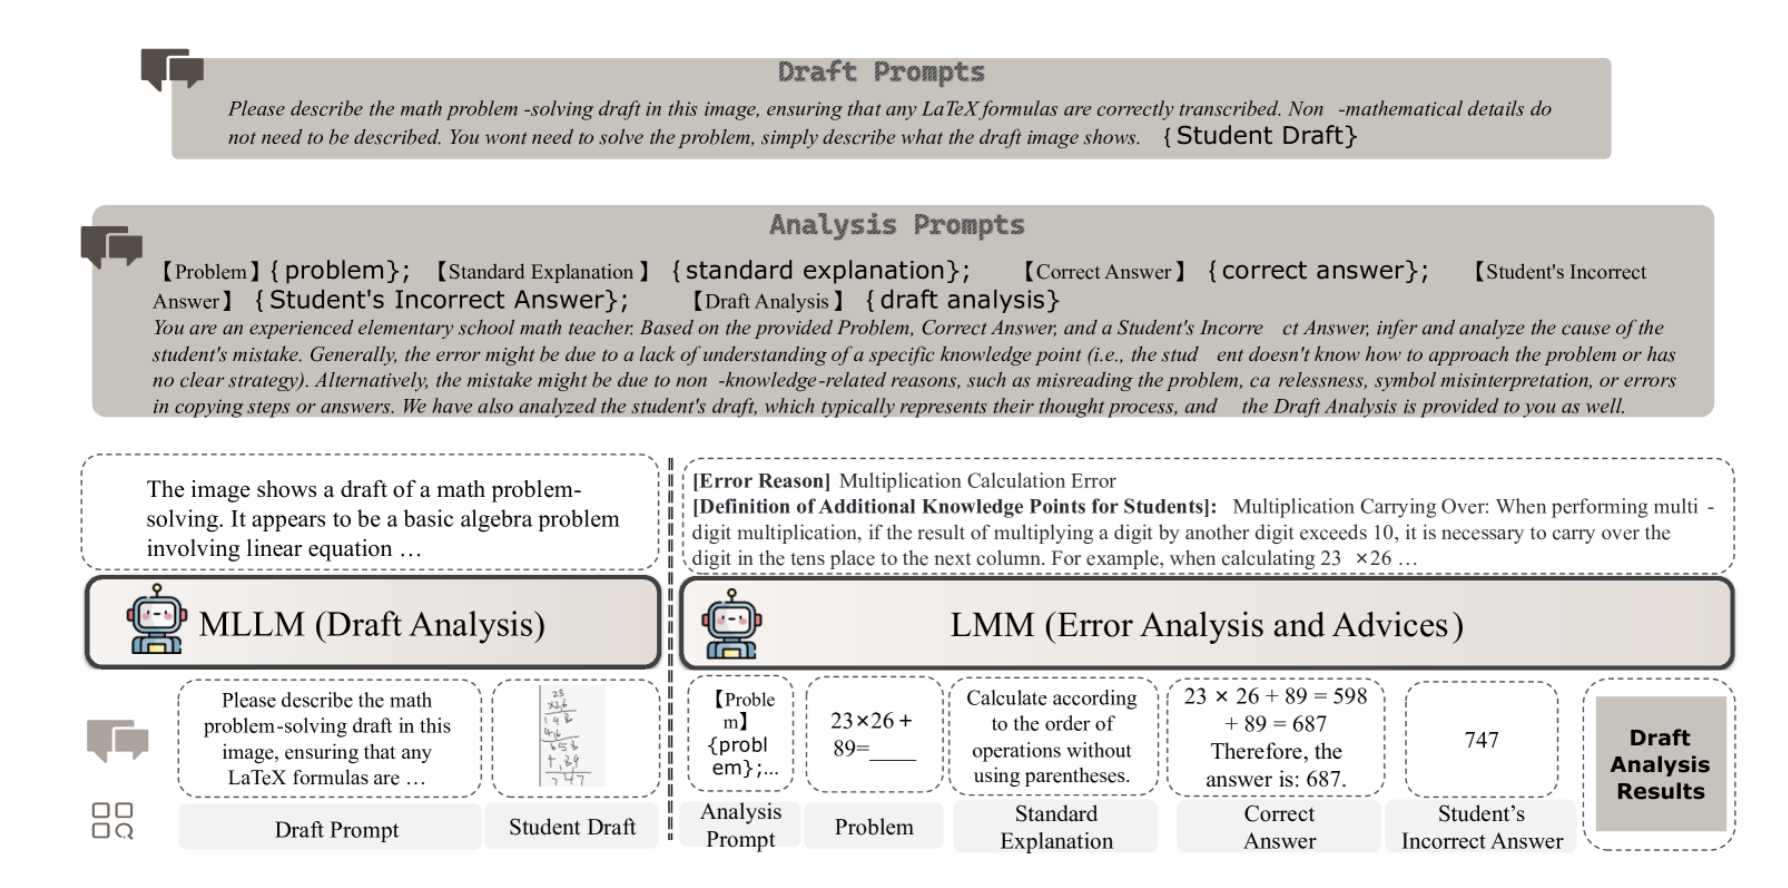 Draft Prompts
Please describe the math problem -solving draft in this image, ensuring that any LaTeX formulas are correctly transcribed. Non -mathematical details do
not need to be described. You wont need to solve the problem, simply describe what the draft image shows. {Student Draft}
Analysis Prompts
【Problem】{problem}; 【Standard Explanation】 {standard explanation}; 【Correct Answer】 {correct answer}; 【Student's Incorrect
Answer】 {Student's Incorrect Answer}; 【Draft Analysis】 {draft analysis}
You are an experienced elementary school math teacher. Based on the provided Problem, Correct Answer, and a Student's Incorre ct Answer, infer and analyze the cause of the
student's mistake. Generally, the error might be due to a lack of understanding of a specific knowledge point (i.e., the stud ent doesn't know how to approach the problem or has
no clear strategy). Alternatively, the mistake might be due to non -knowledge-related reasons, such as misreading the problem, ca relessness, symbol misinterpretation, or errors
in copying steps or answers. We have also analyzed the student's draft, which typically represents their thought process, and the Draft Analysis is provided to you as well.
The image shows a draft of a math problem-
solving. It appears to be a basic algebra problem
involving linear equation …
[Error Reason] Multiplication Calculation Error
[Definition of Additional Knowledge Points for Students]: Multiplication Carrying Over: When performing multi -
digit multiplication, if the result of multiplying a digit by another digit exceeds 10, it is necessary to carry over the
digit in the tens place to the next column. For example, when calculating 23 ×26 …
MLLM (Draft Analysis)
LMM (Error Analysis and Advices)
Please describe the math
problem-solving draft in this
image, ensuring that any
LaTeX formulas are …
23
×26
1 4 8
4 6
6 5 8
+ 8 9
7 4 7
【Proble
m】
{probl
em};...
23×26 +
89=____
Calculate according
to the order of
operations without
using parentheses.
23 × 26 + 89 = 598
+ 89 = 687
Therefore, the
answer is: 687.
747
Draft
Analysis
Results
Draft Prompt
Student Draft
Analysis
Prompt
Problem
Standard
Explanation
Correct
Answer
Student’s
Incorrect Answer